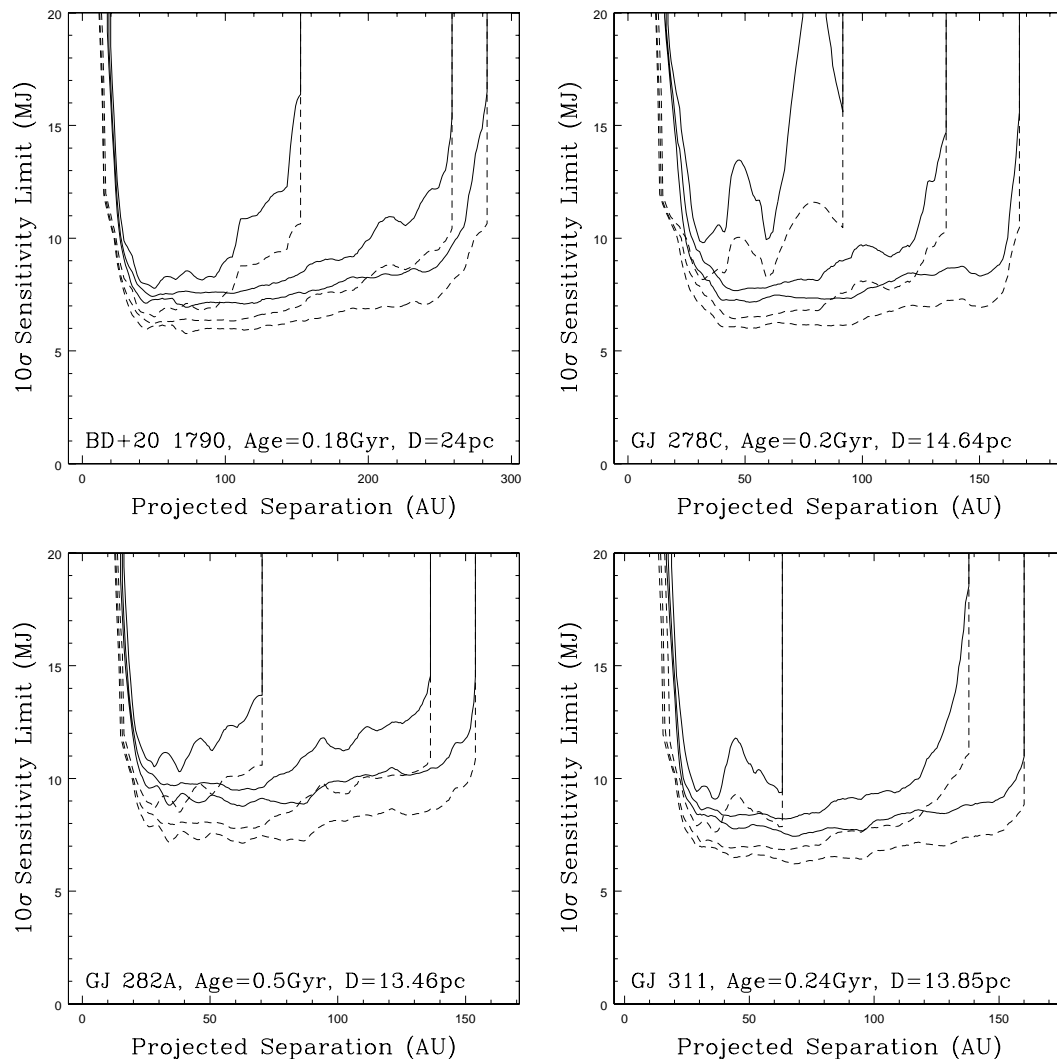 20
15
10
5
0
10σ Sensitivity Limit (MJ)
BD+20 1790, Age=0.18Gyr, D=24pc
0 100 200 300
Projected Separation (AU)
20
15
10
5
0
10σ Sensitivity Limit (MJ)
GJ 278C, Age=0.2Gyr, D=14.64pc
0 50 100 150
Projected Separation (AU)
20
15
10
5
0
10σ Sensitivity Limit (MJ)
GJ 282A, Age=0.5Gyr, D=13.46pc
0 50 100 150
Projected Separation (AU)
20
15
10
5
0
10σ Sensitivity Limit (MJ)
GJ 311, Age=0.24Gyr, D=13.85pc
0 50 100 150
Projected Separation (AU)